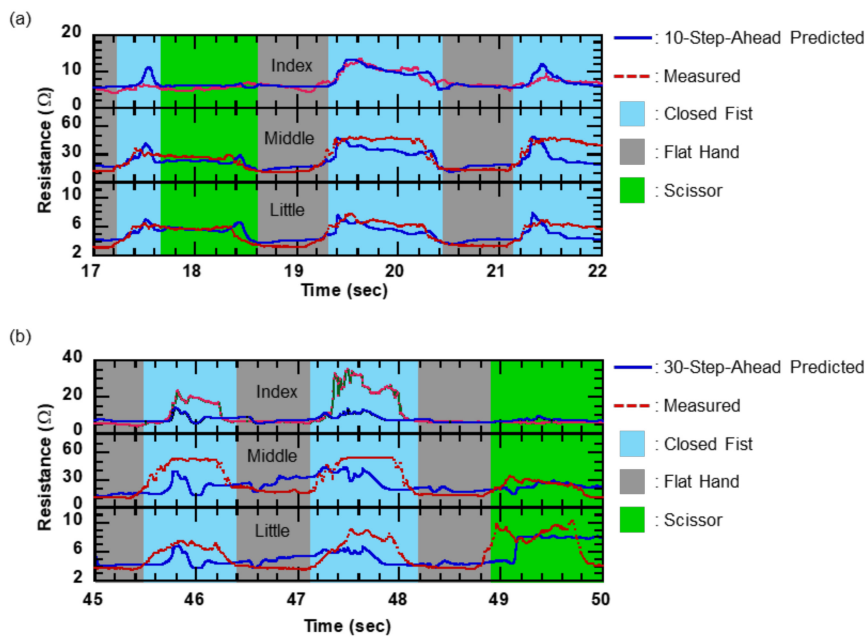 (a)
20
10
0
Index
60
30
0
Middle
10
6
2
Little
Resistance (Ω)
17 18 19 20 21 22
Time (sec)
: 10-Step-Ahead Predicted
: Measured
: Closed Fist
: Flat Hand
: Scissor
(b)
40
20
0
Index
60
30
0
Middle
10
6
2
Little
Resistance (Ω)
45 46 47 48 49 50
Time (sec)
: 30-Step-Ahead Predicted
: Measured
: Closed Fist
: Flat Hand
: Scissor